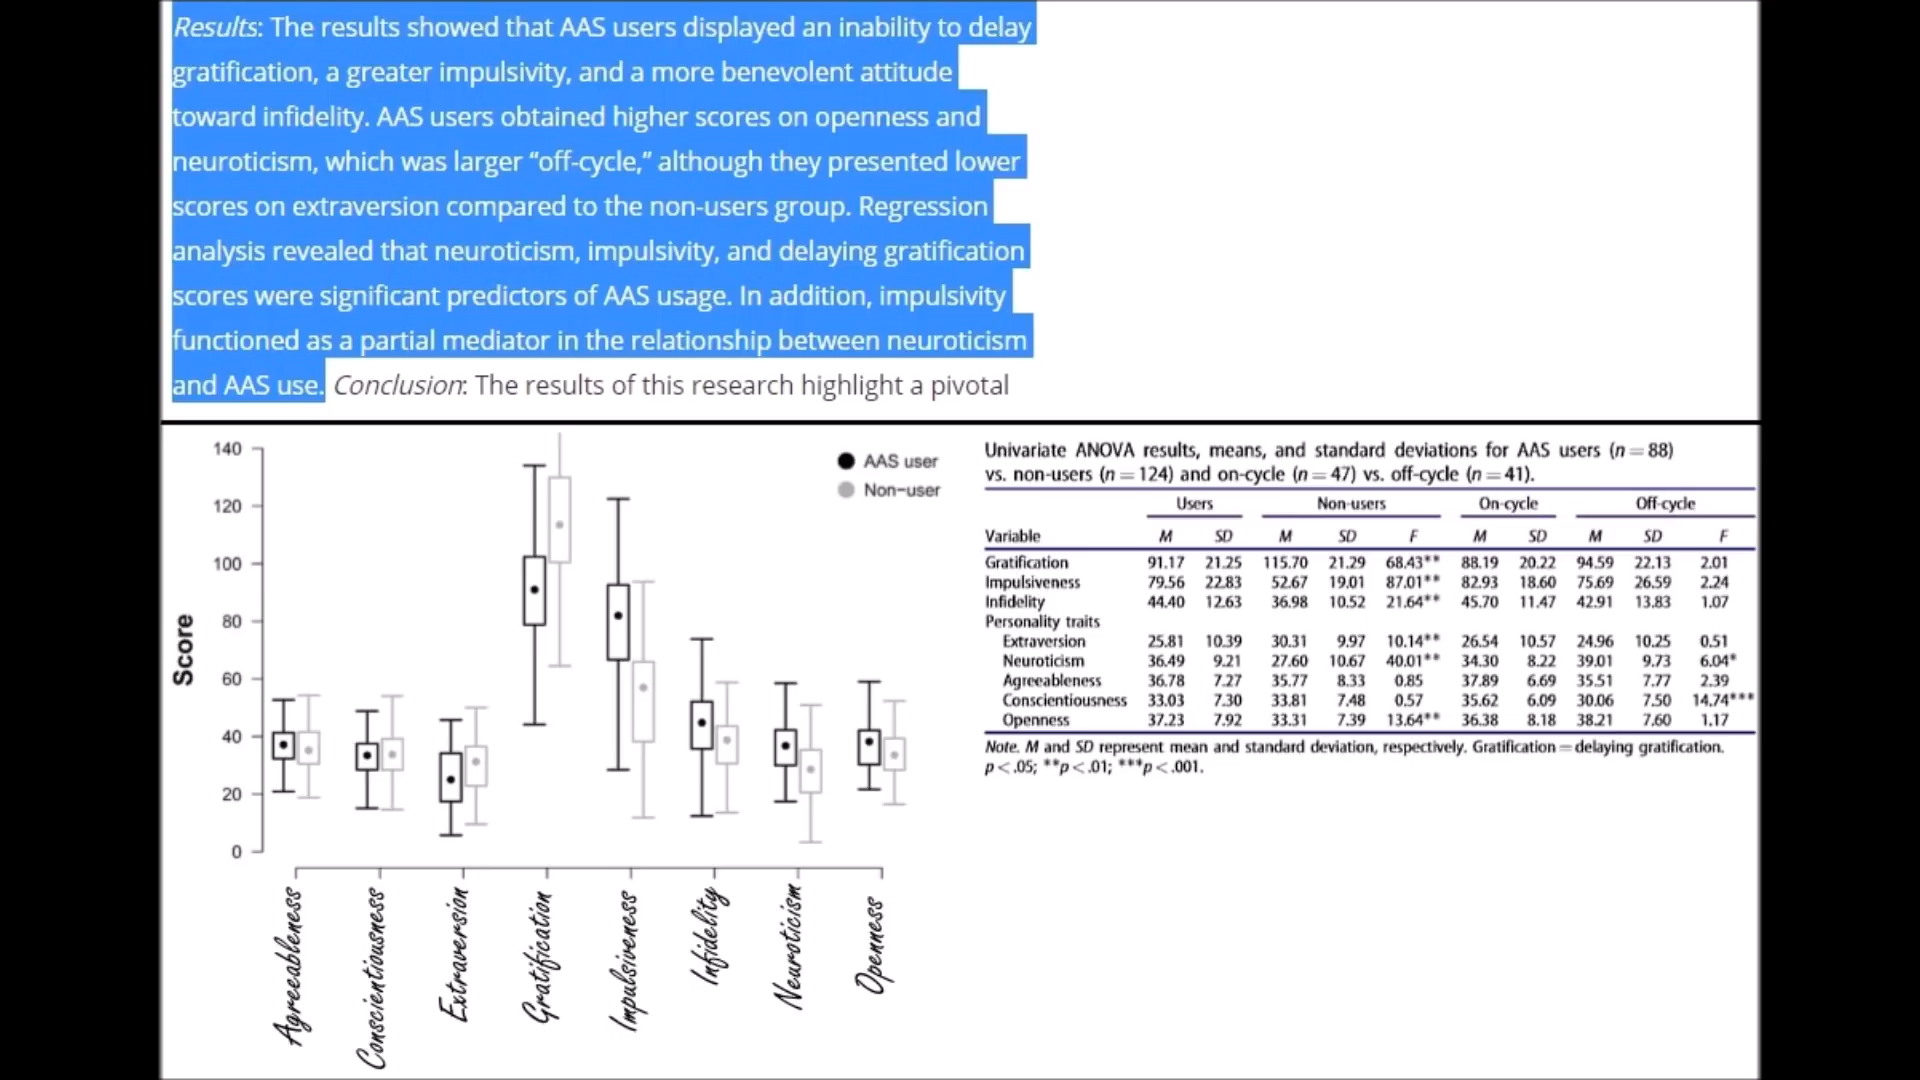 Results: The results showed that AAS users displayed an inability to delay
gratification, a greater impulsivity, and a more benevolent attitude
toward infidelity. AAS users obtained higher scores on openness and
neuroticism, which was larger “off-cycle,” although they presented lower
scores on extraversion compared to the non-users group. Regression
analysis revealed that neuroticism, impulsivity, and delaying gratification
scores were significant predictors of AAS usage. In addition, impulsivity
functioned as a partial mediator in the relationship between neuroticism
and AAS use. Conclusion: The results of this research highlight a pivotal
140
120
100
80
60
40
20
0
Score
AAS user
Non-user
Agreeableness
Conscientiousness
Extraversion
Gratification
Impulsiveness
Infidelity
Neuroticism
Openness
Univariate ANOVA results, means, and standard deviations for AAS users (n = 88)
vs. non-users (n = 124) and on-cycle (n = 47) vs. off-cycle (n = 41).
Users Non-users On-cycle Off-cycle
Variable M SD M SD F M SD M SD F
Gratification 91.17 21.25 115.70 21.29 68.43** 88.19 20.22 94.59 22.13 2.01
Impulsiveness 79.56 22.83 52.67 19.01 87.01** 82.93 18.60 75.69 26.59 2.24
Infidelity 44.40 12.63 36.98 10.52 21.64** 45.70 11.47 42.91 13.83 1.07
Personality traits
Extraversion 25.81 10.39 30.31 9.97 10.14** 26.54 10.57 24.96 10.25 0.51
Neuroticism 36.49 9.21 27.60 10.67 40.01** 34.30 8.22 39.01 9.73 6.04*
Agreeableness 36.78 7.27 35.77 8.33 0.85 37.89 6.69 35.51 7.77 2.39
Conscientiousness 33.03 7.30 33.81 7.48 0.57 35.62 6.09 30.06 7.50 14.74***
Openness 37.23 7.92 33.31 7.39 13.64** 36.38 8.18 38.21 7.60 1.17
Note. M and SD represent mean and standard deviation, respectively. Gratification = delaying gratification.
p < .05; **p < .01; ***p < .001.